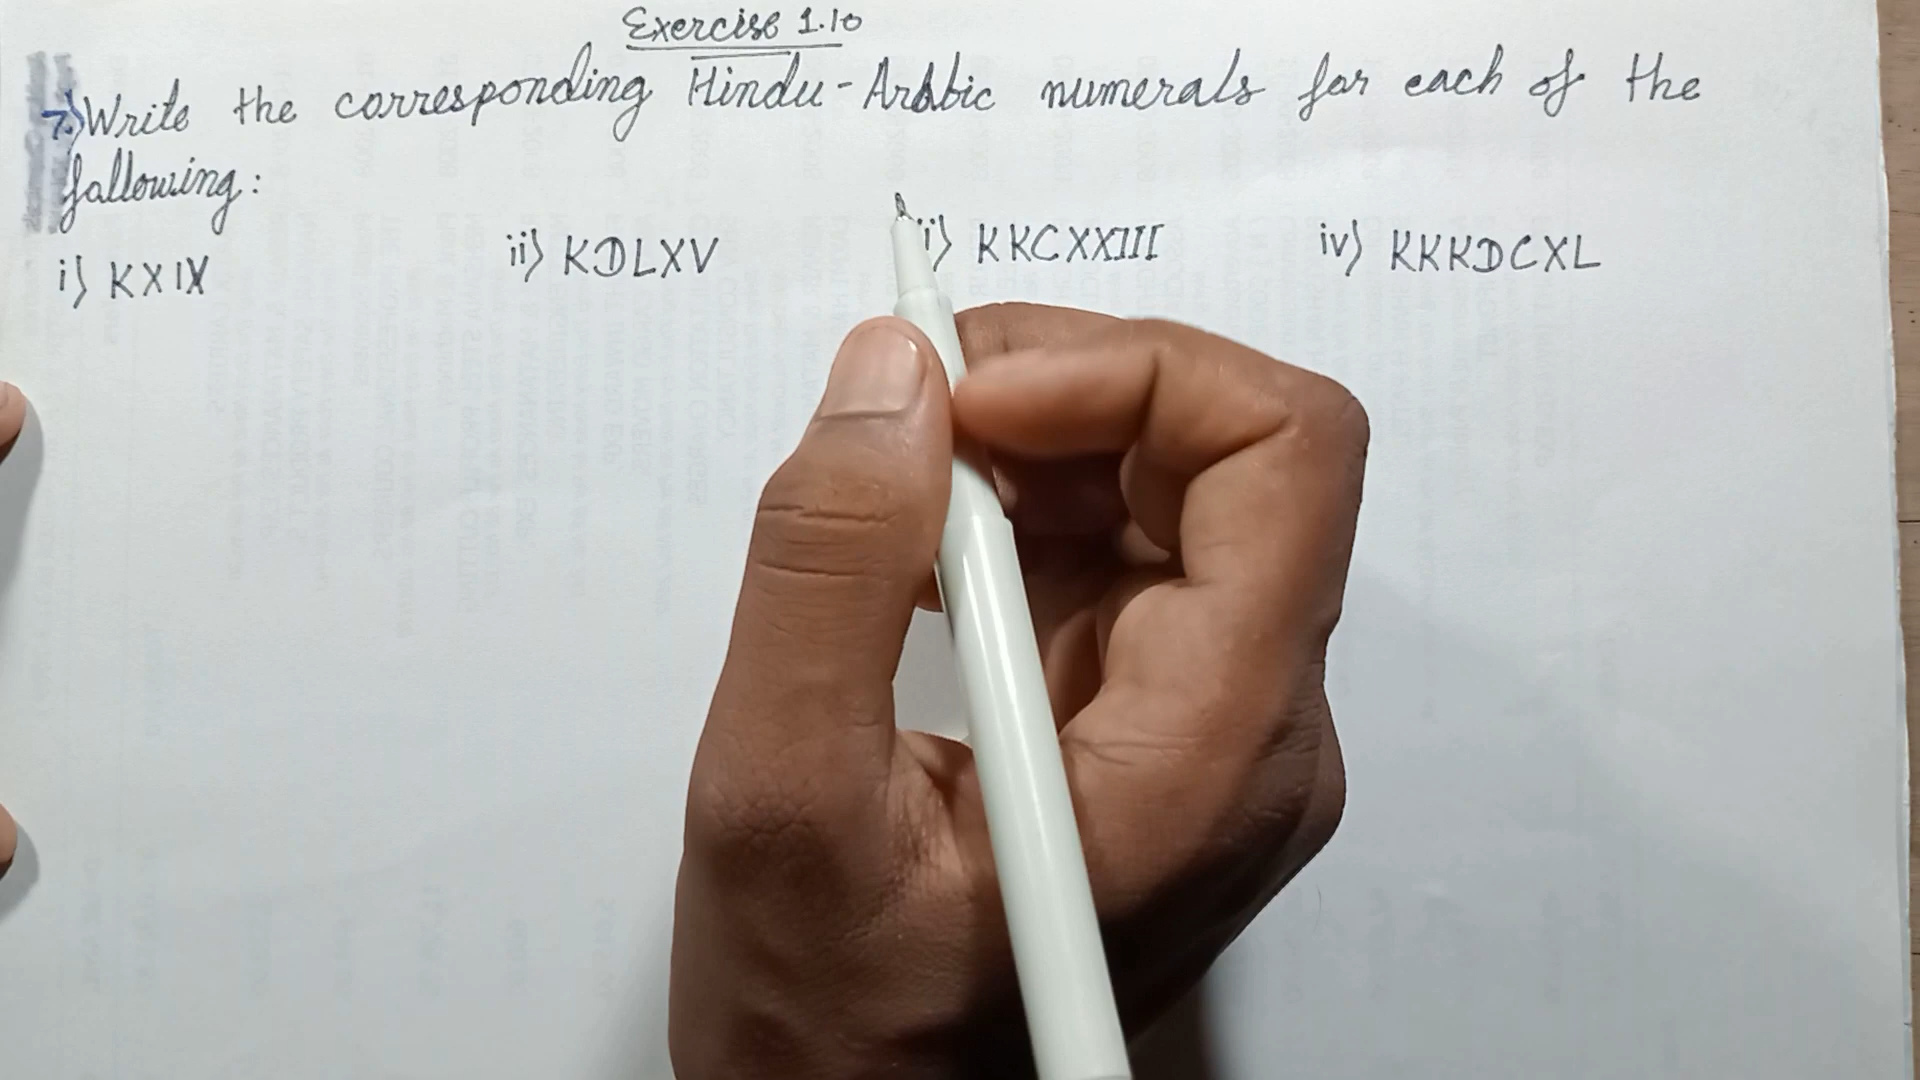 Exercise 1.10
7.) Write the corresponding Hindu-Arabic numerals for each of the
following:
i) KXIX ii) KDLXV ii) KKCXXIII iv) KKKDCXL